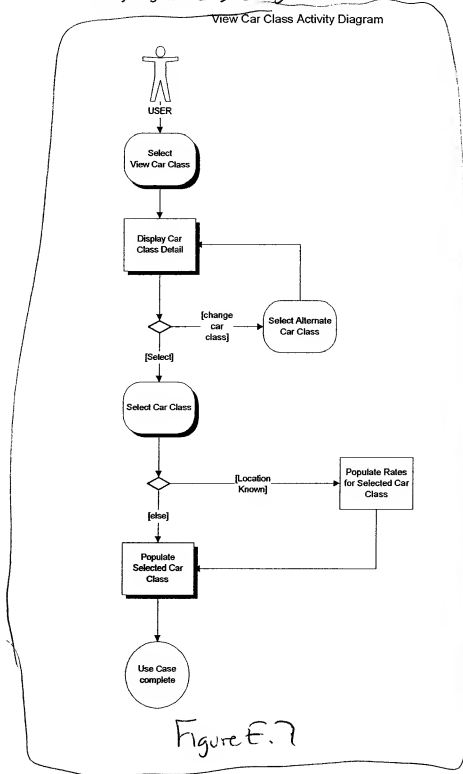 View Car Class Activity Diagram
USER
Select
View Car Class
Display Car
Class Detail
[change
car
class]
Select Alternate
Car Class
[Select]
Select Car Class
[Location
Known]
Populate Rates
for Selected Car
Class
[else]
Populate
Selected Car
Class
Use Case
complete
Figure E.7